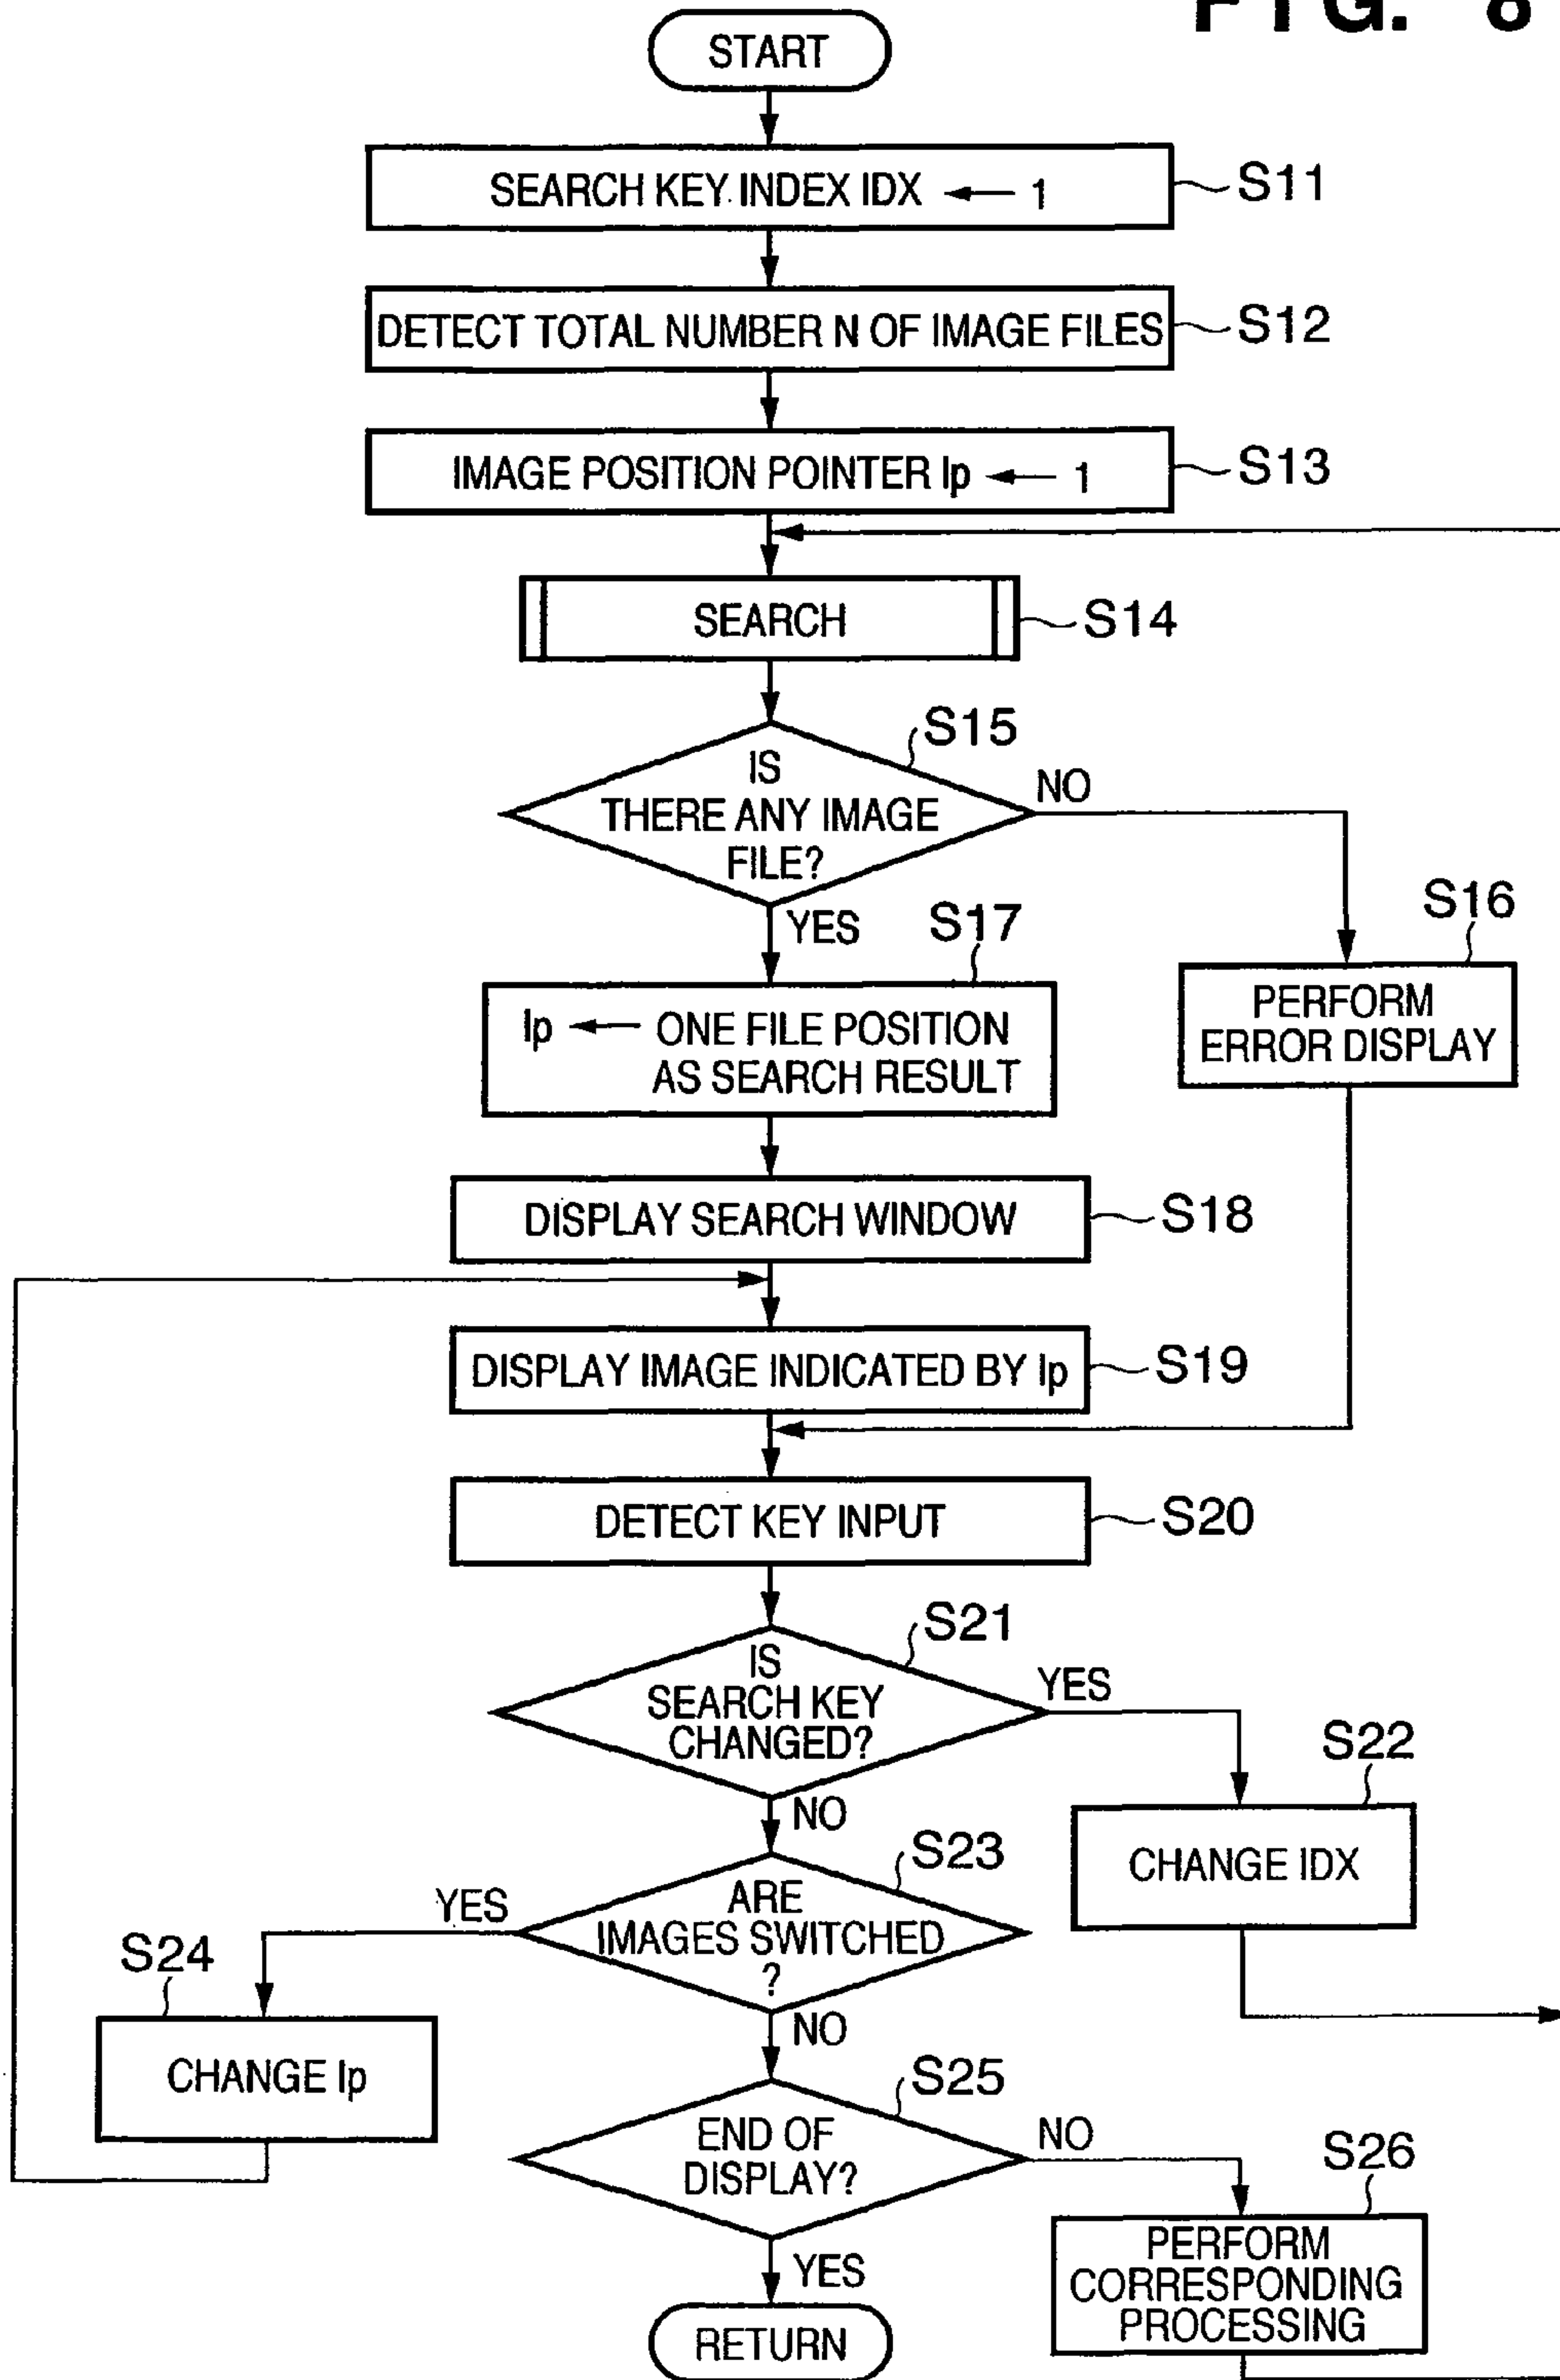 FIG. 8
START
SEARCH KEY INDEX IDX ← 1
S11
DETECT TOTAL NUMBER N OF IMAGE FILES
S12
IMAGE POSITION POINTER Ip ← 1
S13
SEARCH
S14
S15
IS
THERE ANY IMAGE
FILE?
NO
YES
S17
S16
Ip ← ONE FILE POSITION
AS SEARCH RESULT
PERFORM
ERROR DISPLAY
DISPLAY SEARCH WINDOW
S18
DISPLAY IMAGE INDICATED BY Ip
S19
DETECT KEY INPUT
S20
S21
IS
SEARCH KEY
CHANGED?
YES
S22
NO
CHANGE IDX
S23
ARE
IMAGES SWITCHED
?
YES
S24
NO
CHANGE Ip
S25
END OF
DISPLAY?
NO
S26
YES
PERFORM
CORRESPONDING
PROCESSING
RETURN